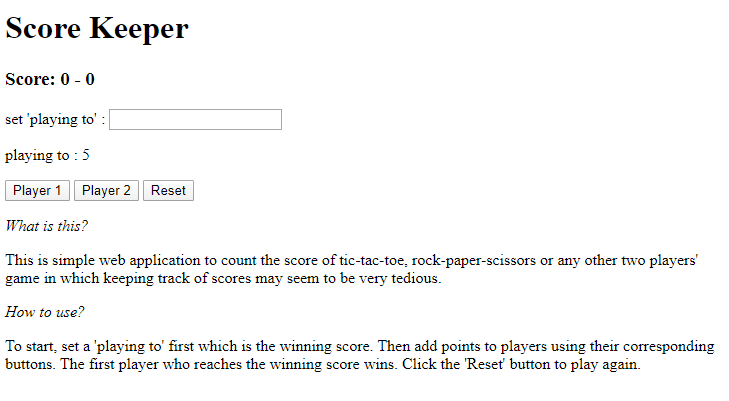 Score Keeper
Score: 0 - 0
set 'playing to' :
playing to : 5
Player 1 Player 2 Reset
What is this?
This is simple web application to count the score of tic-tac-toe, rock-paper-scissors or any other two players'
game in which keeping track of scores may seem to be very tedious.
How to use?
To start, set a 'playing to' first which is the winning score. Then add points to players using their corresponding
buttons. The first player who reaches the winning score wins. Click the 'Reset' button to play again.